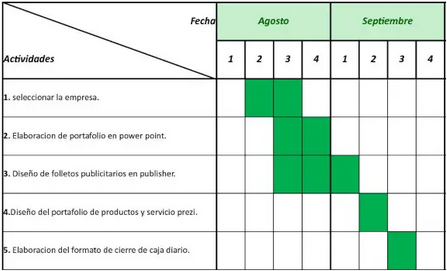 Fecha Agosto Septiembre
Actividades 1 2 3 4 1 2 3 4
1. seleccionar la empresa.
2. Elaboracion de portafolio en power point.
3. Diseño de folletos publicitarios en publisher.
4.Diseño del portafolio de productos y servicio prezi.
5. Elaboracion del formato de cierre de caja diario.